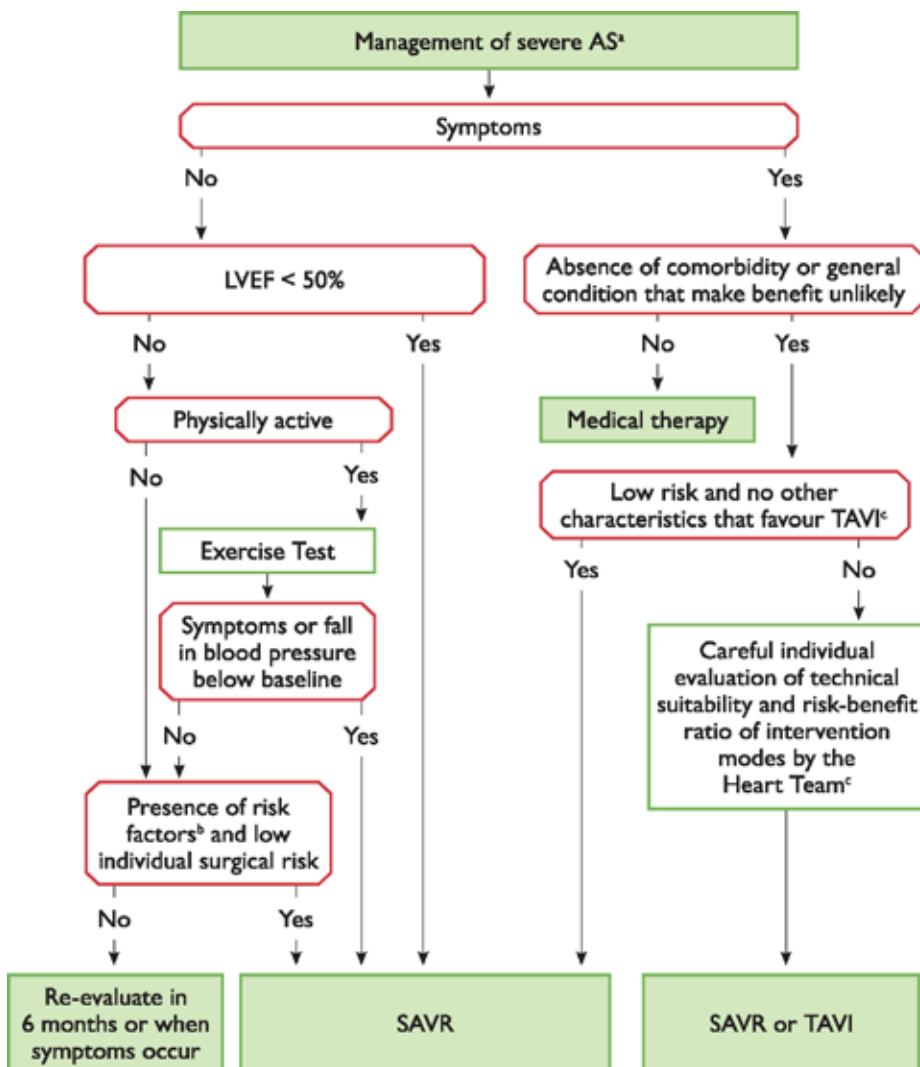 Management of severe ASᵃ
Symptoms
No
Yes
LVEF < 50%
Absence of comorbidity or general
condition that make benefit unlikely
No
Yes
No
Yes
Physically active
Medical therapy
No
Yes
Low risk and no other
characteristics that favour TAVIᶜ
Exercise Test
Yes
No
Symptoms or fall
in blood pressure
below baseline
Careful individual
evaluation of technical
suitability and risk-benefit
ratio of intervention
modes by the
Heart Teamᶜ
No
Yes
Presence of risk
factorsᵇ and low
individual surgical risk
No
Yes
Re-evaluate in
6 months or when
symptoms occur
SAVR
SAVR or TAVI